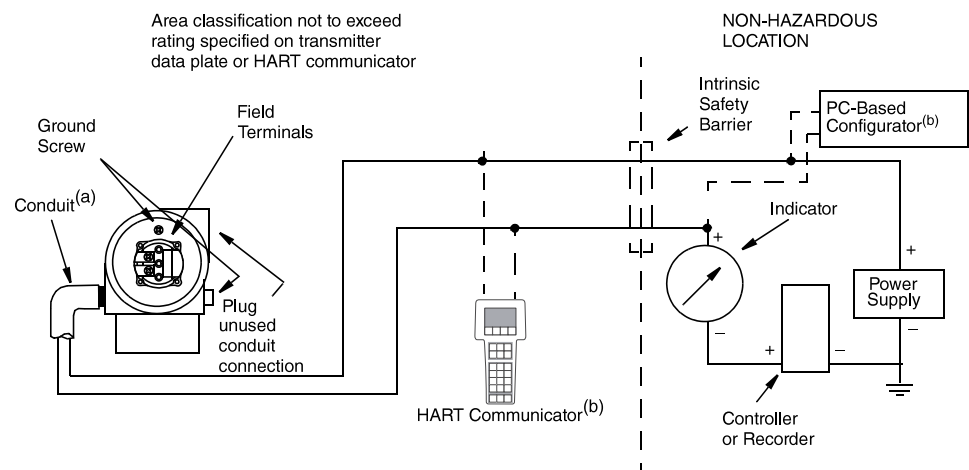 Area classification not to exceed
rating specified on transmitter
data plate or HART communicator
NON-HAZARDOUS
LOCATION
Ground
Screw
Field
Terminals
Intrinsic
Safety
Barrier
PC-Based
Configurator(b)
Conduit(a)
Indicator
+
+
Power
Supply
Plug
unused
conduit
connection
–
–
+
–
HART Communicator(b)
Controller
or Recorder